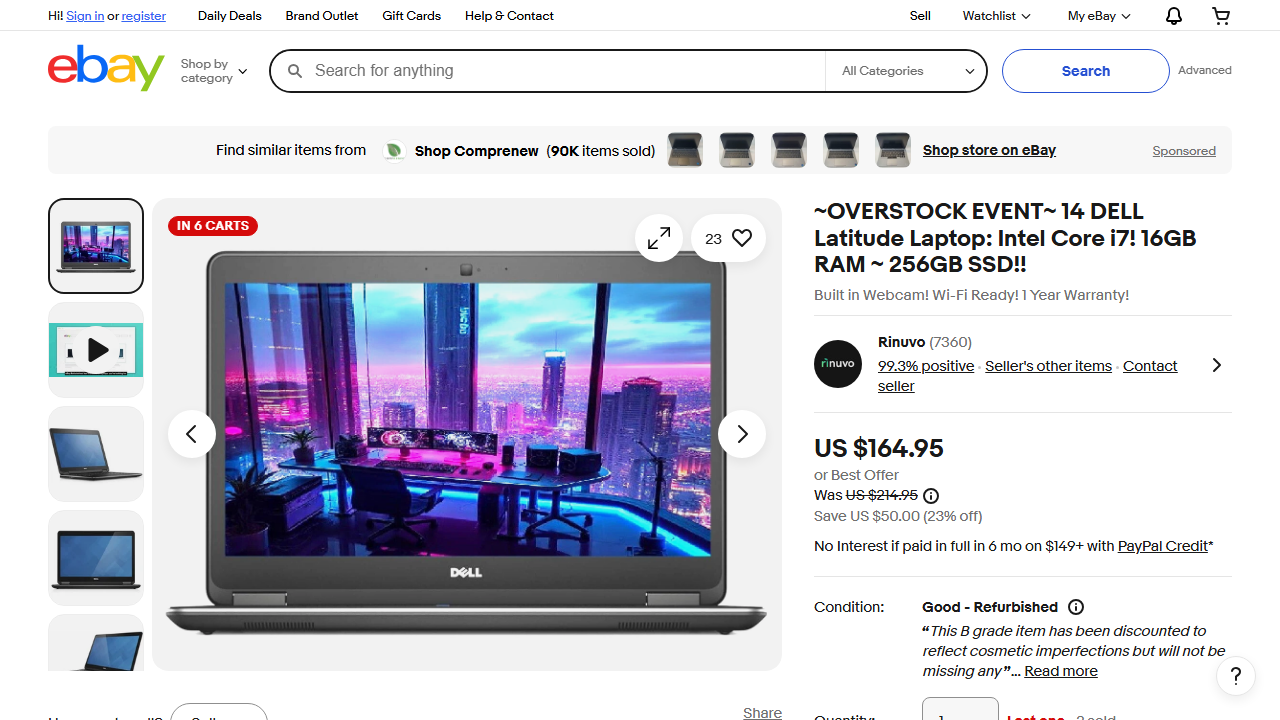 Hi! Sign in or register
Daily Deals
Brand Outlet
Gift Cards
Help & Contact
Sell
Watchlist
My eBay
ebay
Shop by
category
Search for anything
All Categories
Search
Advanced
Find similar items from
Shop Comprenew (90K items sold)
Shop store on eBay
Sponsored
IN 6 CARTS
23
DELL
~OVERSTOCK EVENT~ 14 DELL
Latitude Laptop: Intel Core i7! 16GB
RAM ~ 256GB SSD!!
Built in Webcam! Wi-Fi Ready! 1 Year Warranty!
rinuvo
Rinuvo (7360)
99.3% positive · Seller's other items · Contact
seller
US $164.95
or Best Offer
Was US $214.95
Save US $50.00 (23% off)
No Interest if paid in full in 6 mo on $149+ with PayPal Credit*
Condition:
Good - Refurbished
“This B grade item has been discounted to
reflect cosmetic imperfections but will not be
missing any”... Read more
?
Share
Quantity:
1
Last one